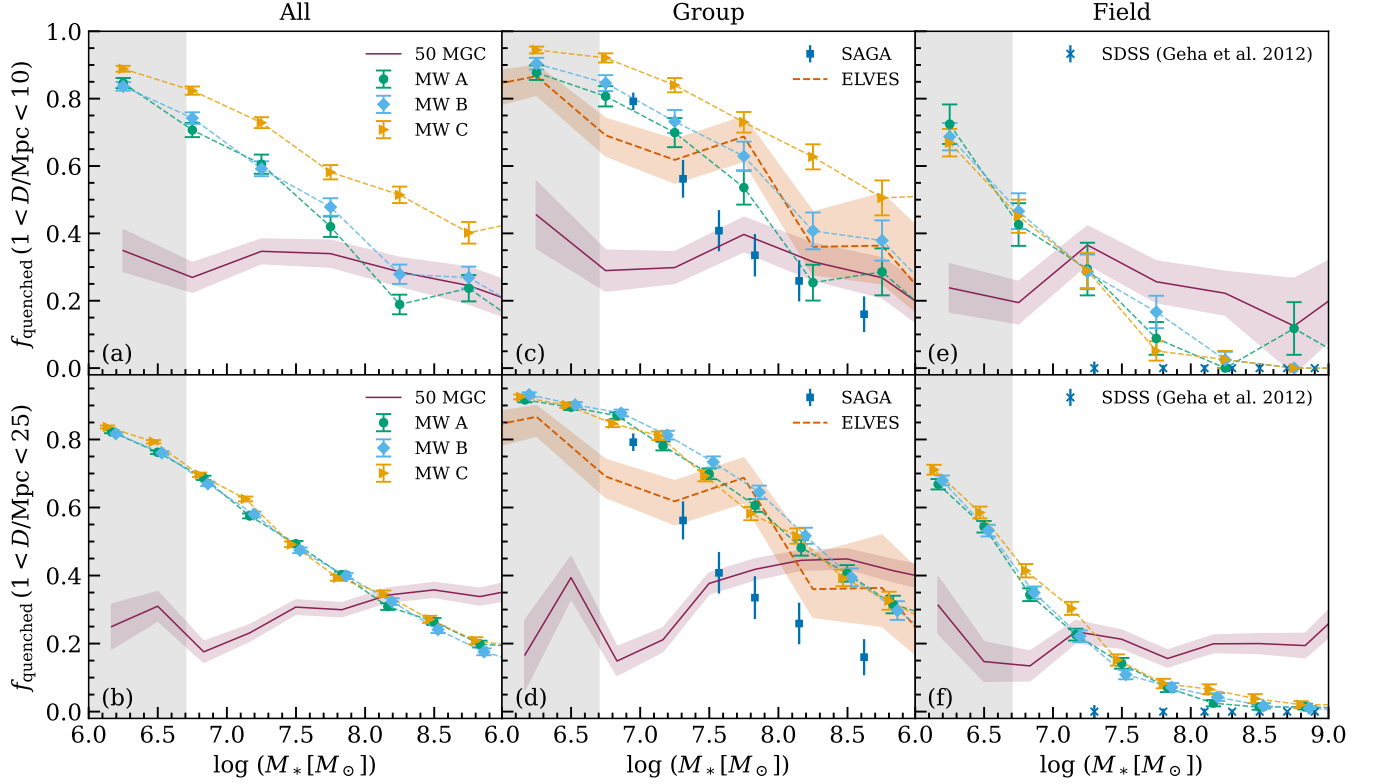 All
Group
Field
f_quenched (1 < D/Mpc < 10)
1.0
0.8
0.6
0.4
0.2
0.0
50 MGC
MW A
MW B
MW C
(a)
SAGA
ELVES
(c)
SDSS (Geha et al. 2012)
(e)
f_quenched (1 < D/Mpc < 25)
0.8
0.6
0.4
0.2
0.0
50 MGC
MW A
MW B
MW C
(b)
SAGA
ELVES
(d)
SDSS (Geha et al. 2012)
(f)
6.0 6.5 7.0 7.5 8.0 8.5 6.0 6.5 7.0 7.5 8.0 8.5 6.0 6.5 7.0 7.5 8.0 8.5 9.0
log (M_*[M_⊙])
log (M_*[M_⊙])
log (M_*[M_⊙])